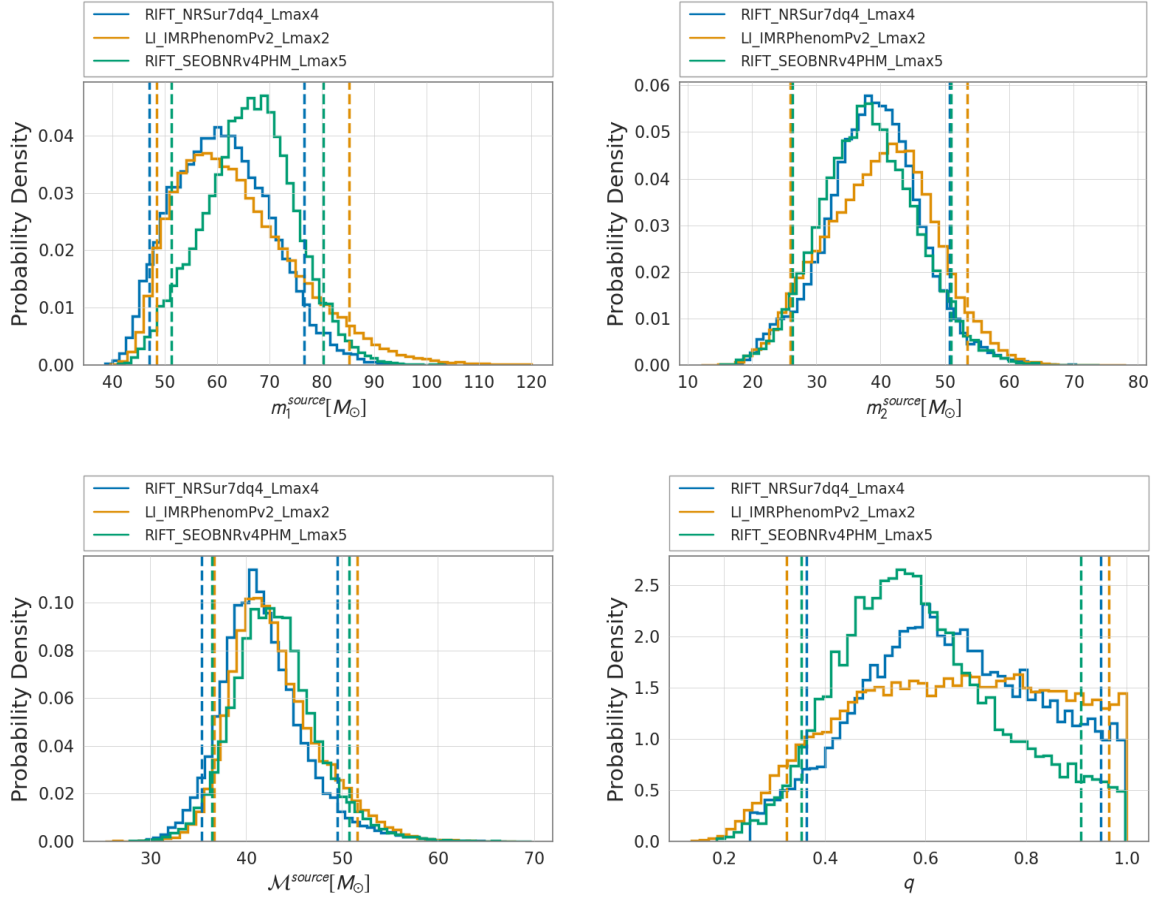 RIFT_NRSur7dq4_Lmax4
LI_IMRPhenomPv2_Lmax2
RIFT_SEOBNRv4PHM_Lmax5
Probability Density
0.04
0.03
0.02
0.01
0.00
40 50 60 70 80 90 100 110 120
m₁^source [M⊙]
RIFT_NRSur7dq4_Lmax4
LI_IMRPhenomPv2_Lmax2
RIFT_SEOBNRv4PHM_Lmax5
Probability Density
0.06
0.05
0.04
0.03
0.02
0.01
0.00
10 20 30 40 50 60 70 80
m₂^source [M⊙]
RIFT_NRSur7dq4_Lmax4
LI_IMRPhenomPv2_Lmax2
RIFT_SEOBNRv4PHM_Lmax5
Probability Density
0.10
0.08
0.06
0.04
0.02
0.00
30 40 50 60 70
ℳ^source [M⊙]
RIFT_NRSur7dq4_Lmax4
LI_IMRPhenomPv2_Lmax2
RIFT_SEOBNRv4PHM_Lmax5
Probability Density
2.5
2.0
1.5
1.0
0.5
0.0
0.2 0.4 0.6 0.8 1.0
q